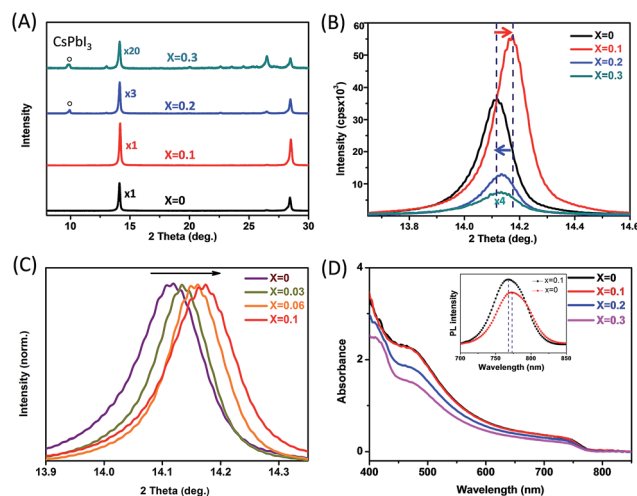 (A)
CsPbI3
x20
X=0.3
x3
X=0.2
x1
X=0.1
x1
X=0
Intensity
10 15 20 25 30
2 Theta (deg.)
(B)
X=0
X=0.1
X=0.2
X=0.3
x4
Intensity (cpsx10³)
60
50
40
30
20
10
0
13.8 14.0 14.2 14.4 14.6
2 Theta (deg.)
(C)
X=0
X=0.03
X=0.06
X=0.1
Intensity (norm.)
13.9 14.0 14.1 14.2 14.3
2 Theta (deg.)
(D)
X=0
X=0.1
X=0.2
X=0.3
Absorbance
5
4
3
2
1
0
400 500 600 700 800
Wavelength (nm)
PL intensity
x=0.1
x=0
700 750 800 850
Wavelength (nm)